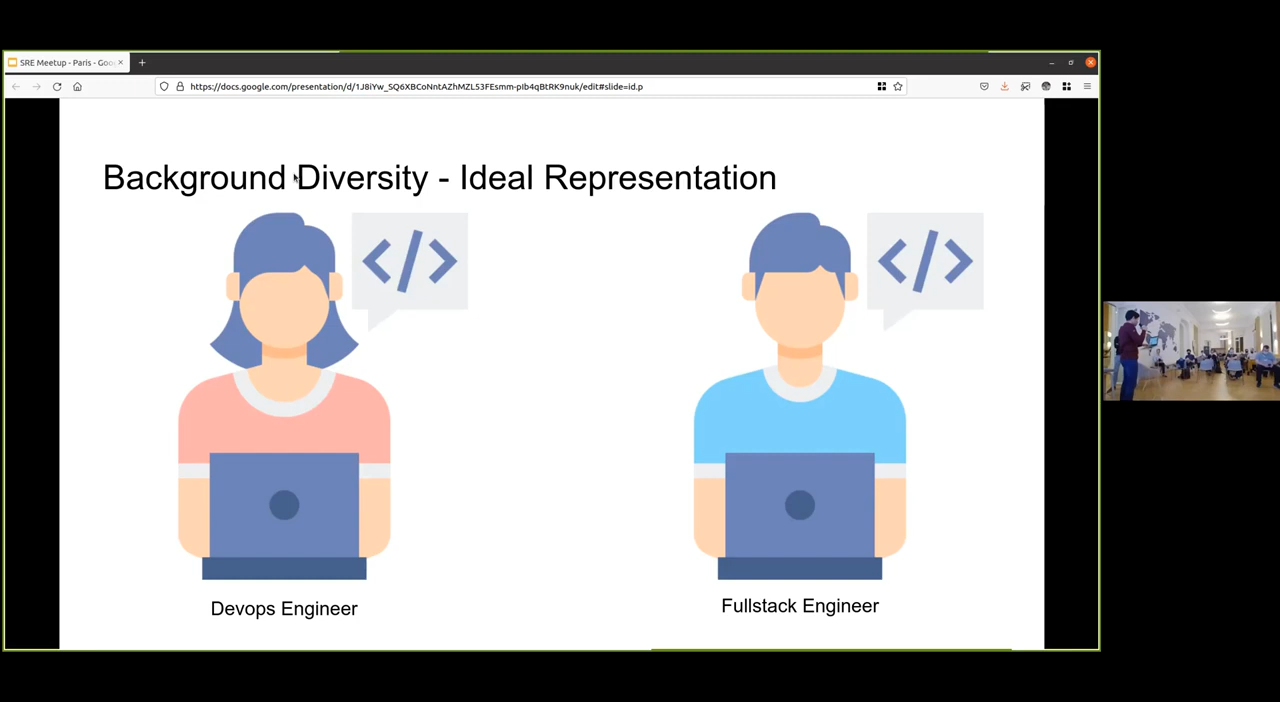 SRE Meetup - Paris - Goo
https://docs.google.com/presentation/d/1J8iYw_SQ6XBCoNntAZhMZL53FEsmm-pIb4qBtRK9nuk/edit#slide=id.p
Background Diversity - Ideal Representation
</>
</>
Devops Engineer
Fullstack Engineer